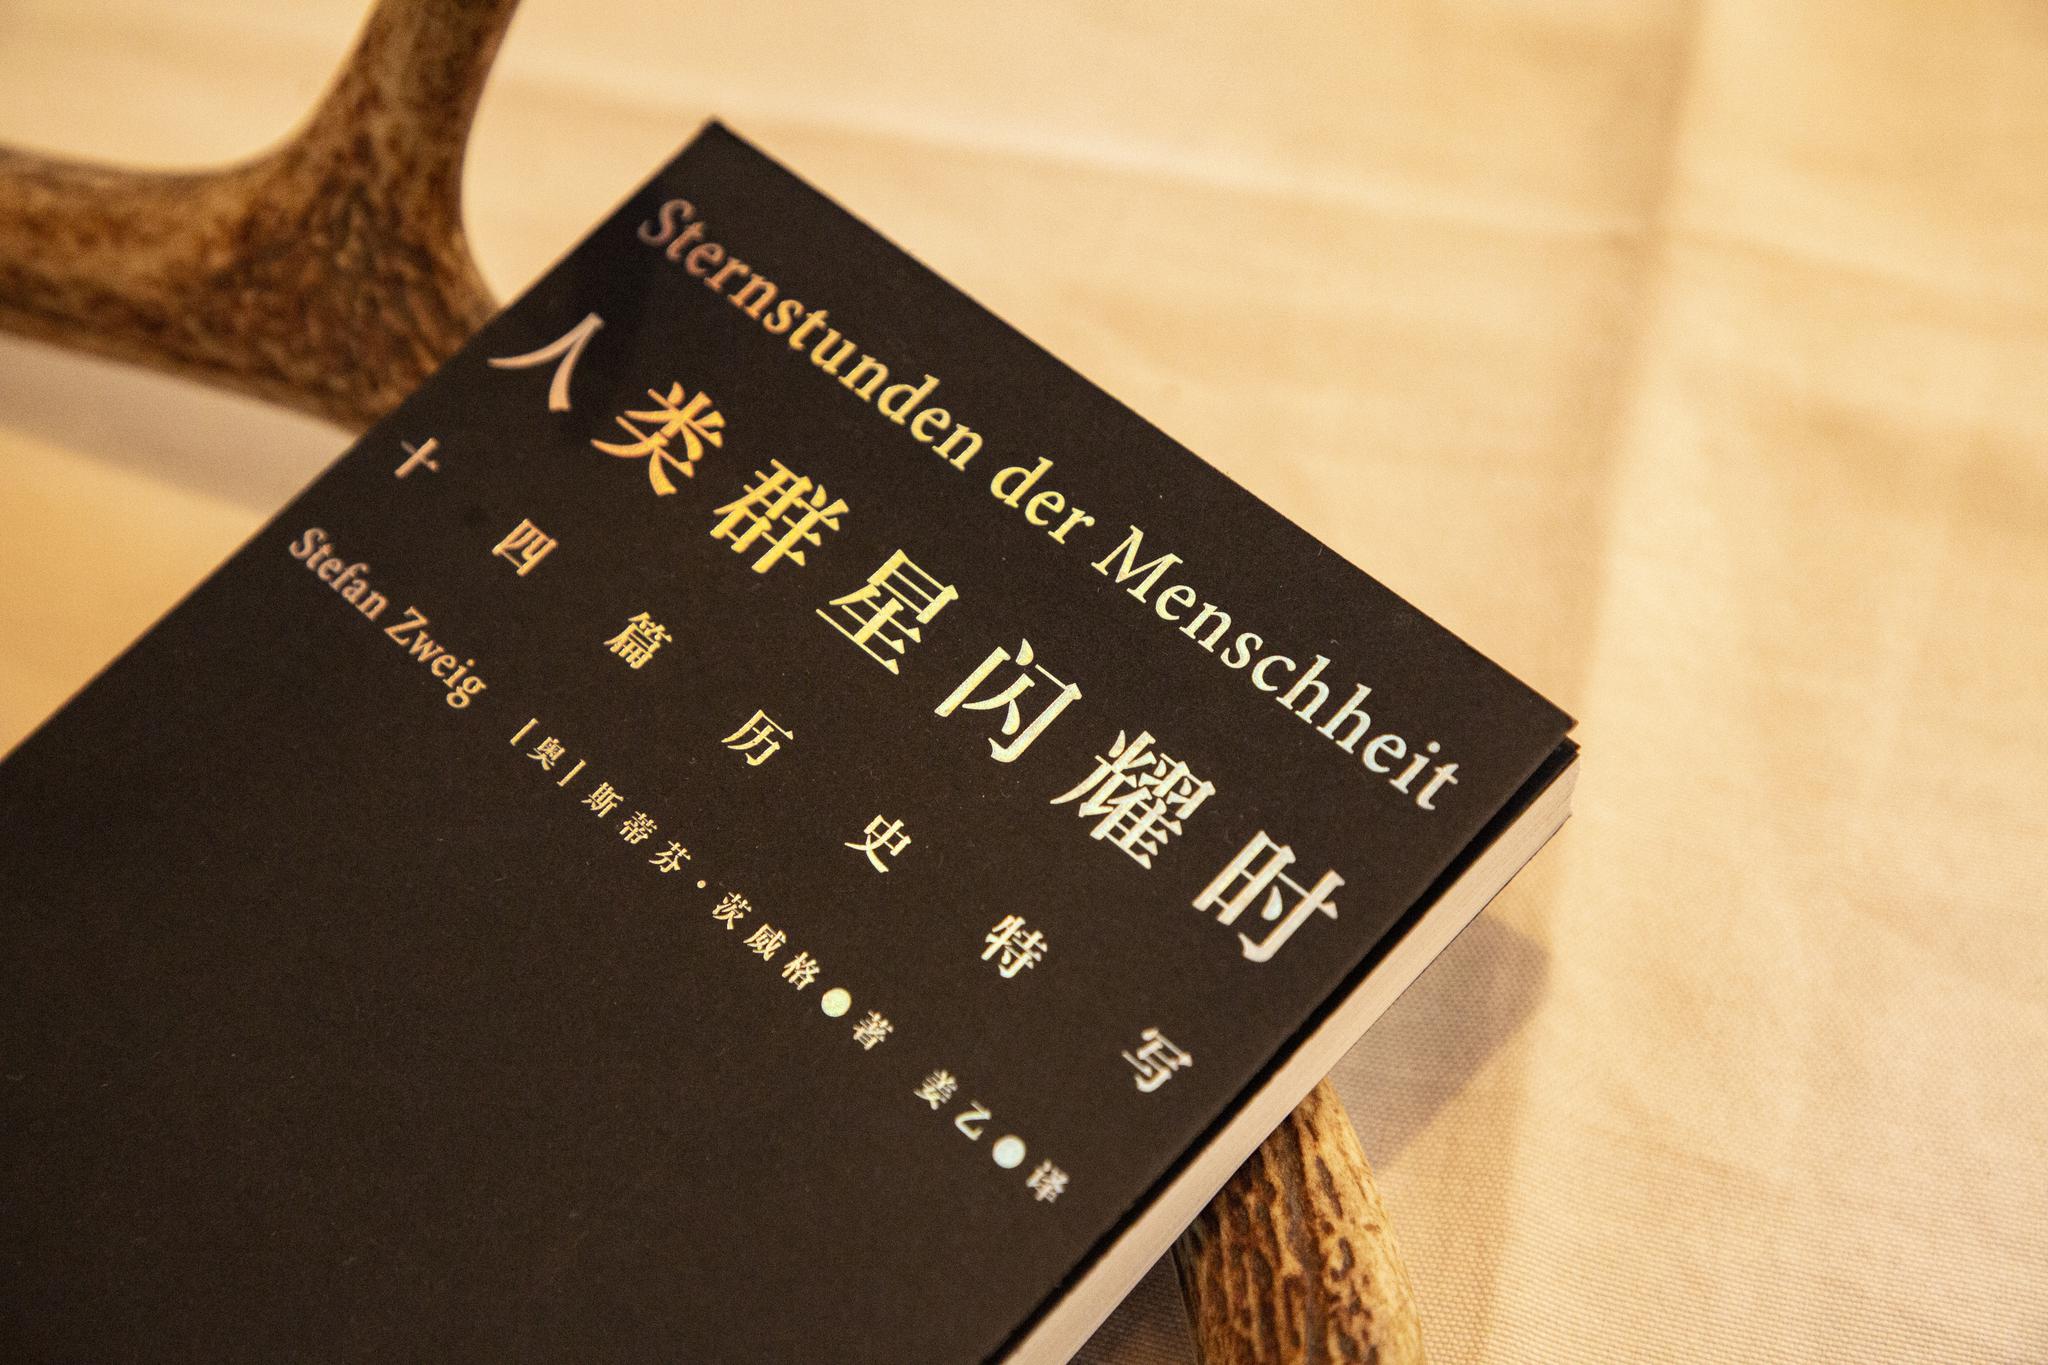 Sternstunden der Menschheit
人类群星闪耀时
十四篇历史特写
Stefan Zweig [奥]斯蒂芬·茨威格●著 姜乙●译